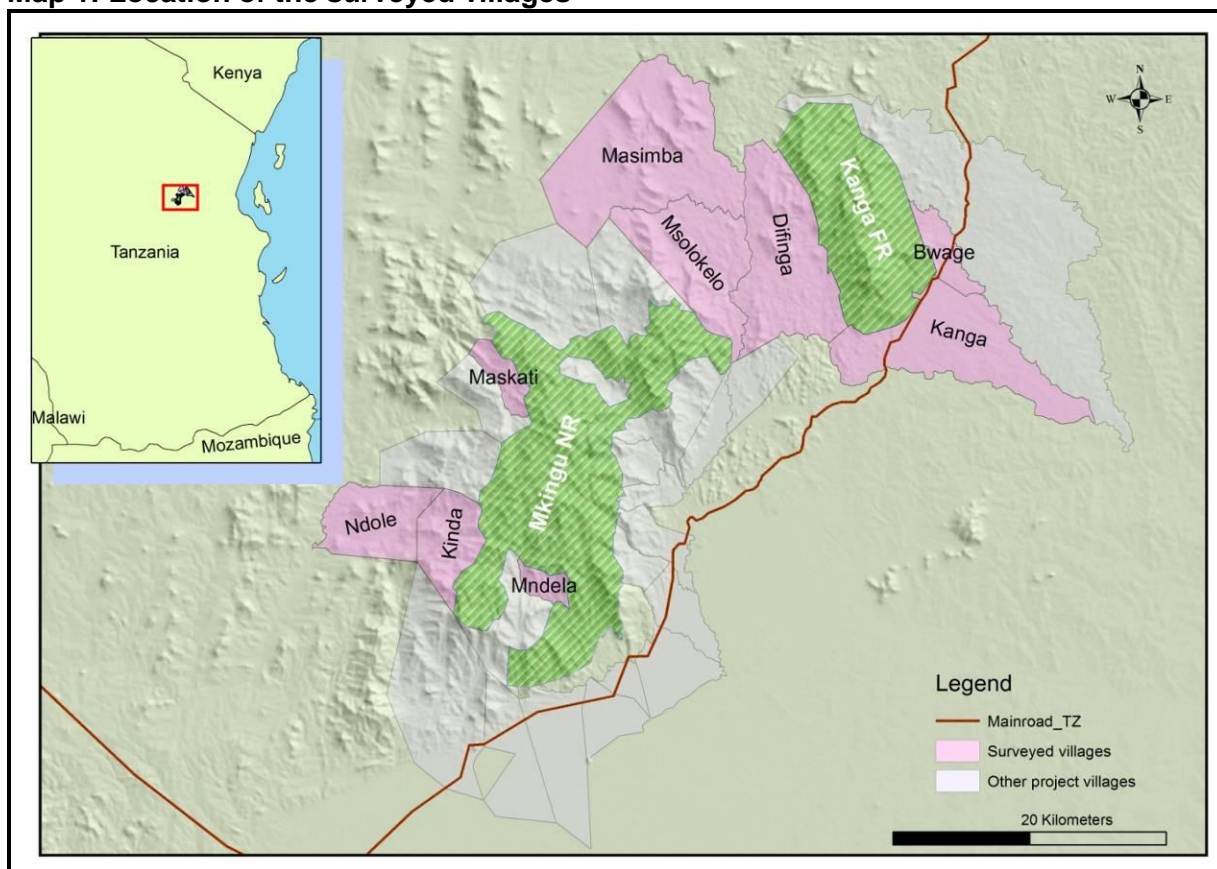 Map 1: Location of the Surveyed Villages
Kenya
Tanzania
Malawi
Mozambique
N
W
E
S
Masimba
Kanga FR
Msolokelo
Difinga
Bwage
Kanga
Maskati
Mkingu NR
Ndole
Kinda
Mndela
Legend
Mainroad_TZ
Surveyed villages
Other project villages
20 Kilometers